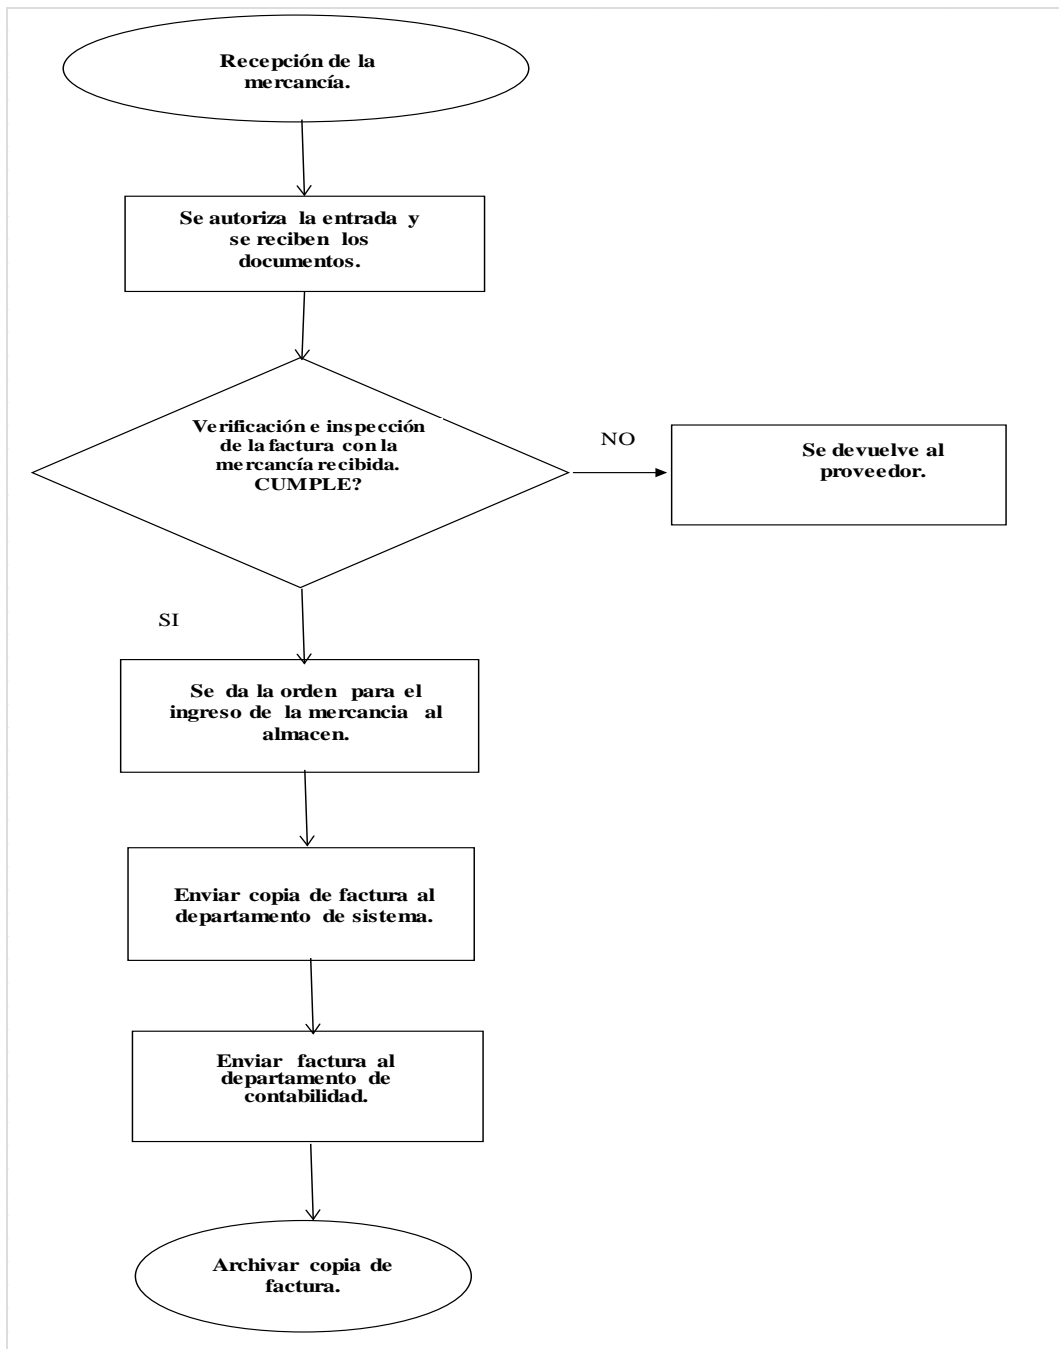 Recepción de la
mercancía.
Se autoriza la entrada y
se reciben los
documentos.
Verificación e inspección
de la factura con la
mercancía recibida.
CUMPLE?
NO
Se devuelve al
proveedor.
SI
Se da la orden para el
ingreso de la mercancia al
almacen.
Enviar copia de factura al
departamento de sistema.
Enviar factura al
departamento de
contabilidad.
Archivar copia de
factura.